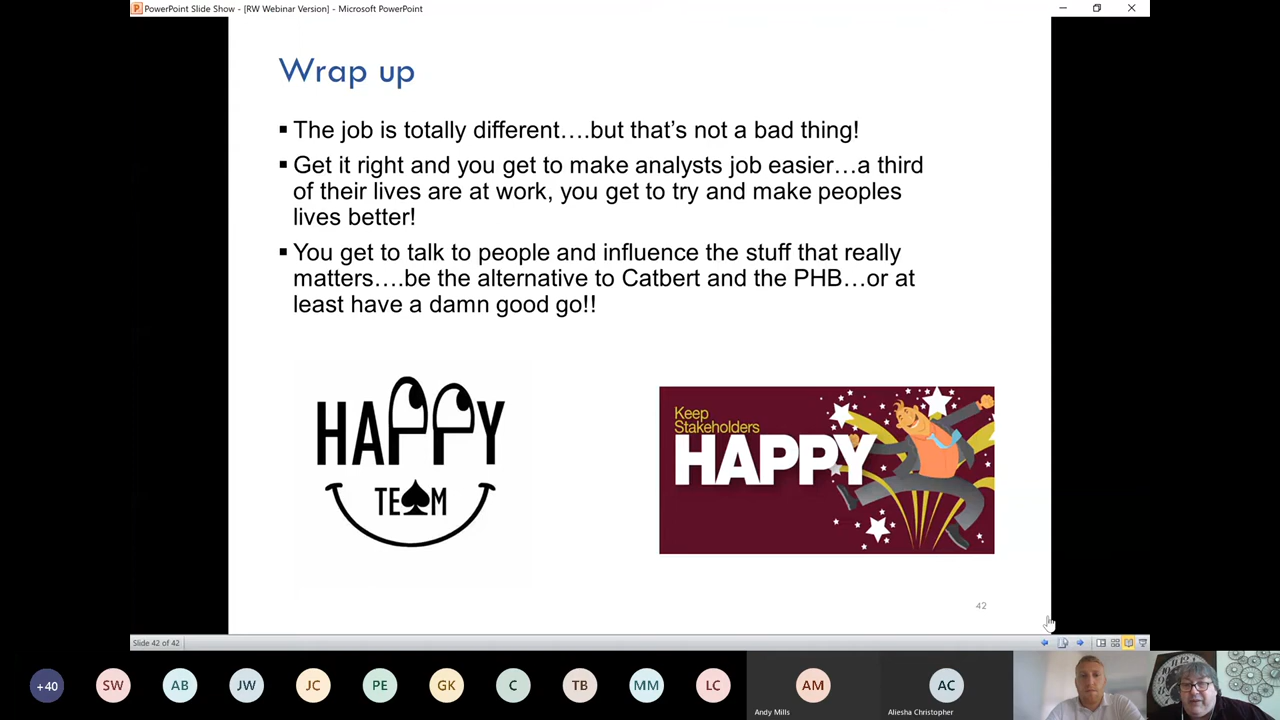 PowerPoint Slide Show - [RW Webinar Version] - Microsoft PowerPoint
Wrap up
▪ The job is totally different….but that’s not a bad thing!
▪ Get it right and you get to make analysts job easier…a third
of their lives are at work, you get to try and make peoples
lives better!
▪ You get to talk to people and influence the stuff that really
matters….be the alternative to Catbert and the PHB…or at
least have a damn good go!!
HAPPY
TE♠M
Keep
Stakeholders
HAPPY
42
Slide 42 of 42
+40
SW
AB
JW
JC
PE
GK
C
TB
MM
LC
AM
Andy Mills
AC
Aliesha Christopher